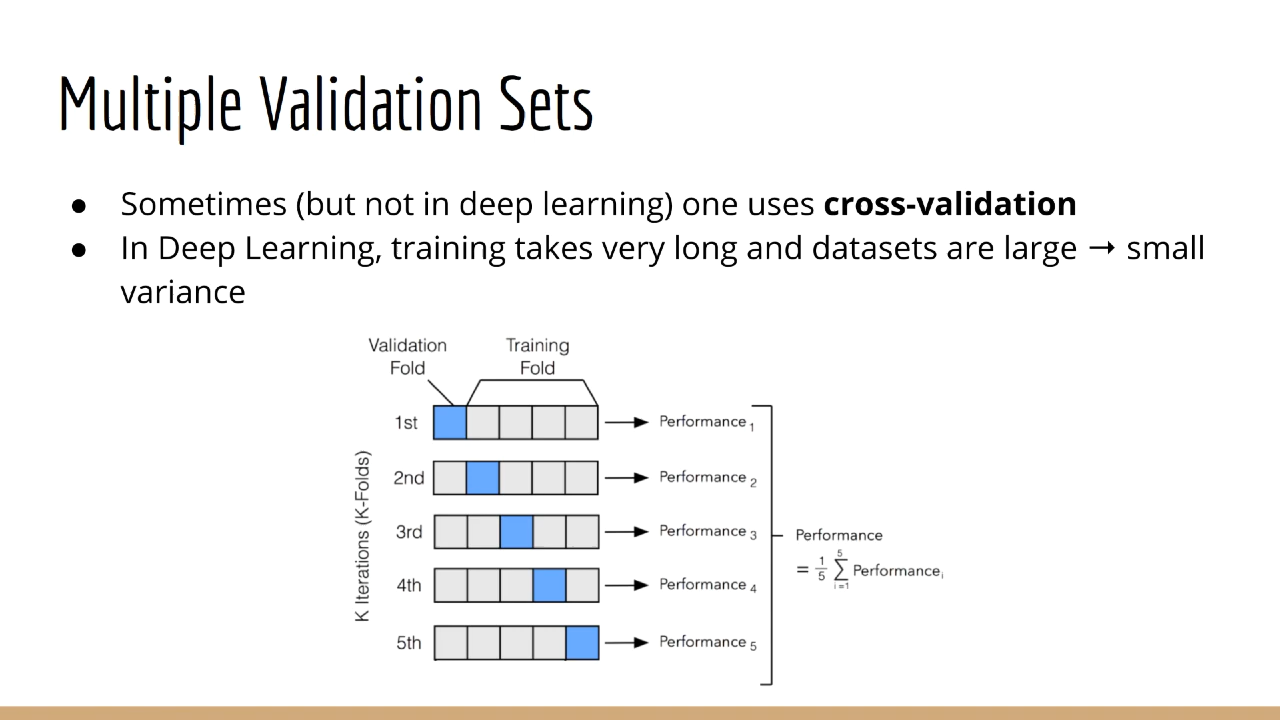 Multiple Validation Sets
● Sometimes (but not in deep learning) one uses cross-validation
● In Deep Learning, training takes very long and datasets are large → small
variance
Validation
Fold
Training
Fold
K Iterations (K-Folds)
1st
Performance 1
2nd
Performance 2
3rd
Performance 3
4th
Performance 4
5th
Performance 5
Performance
= 1/5 5∑i=1 Performancei